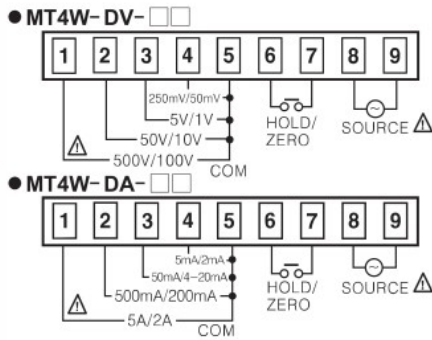 ● MT4W-DV-□□
1 2 3 4 5 6 7 8 9
250mV/50mV
5V/1V
50V/10V
500V/100V
COM
HOLD/
ZERO
SOURCE
● MT4W-DA-□□
1 2 3 4 5 6 7 8 9
5mA/2mA
50mA/4-20mA
500mA/200mA
5A/2A
COM
HOLD/
ZERO
SOURCE